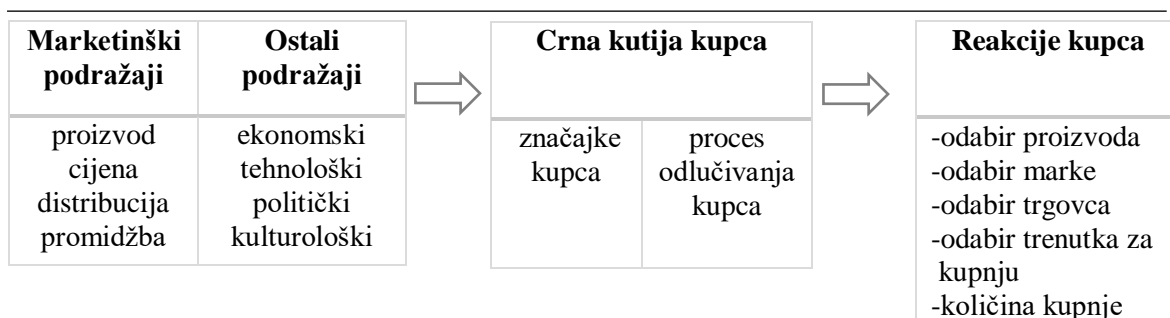 Marketinški
podražaji
Ostali
podražaji
proizvod
cijena
distribucija
promidžba
ekonomski
tehnološki
politički
kulturološki
Crna kutija kupca
značajke
kupca
proces
odlučivanja
kupca
Reakcije kupca
-odabir proizvoda
-odabir marke
-odabir trgovca
-odabir trenutka za
kupnju
-količina kupnje